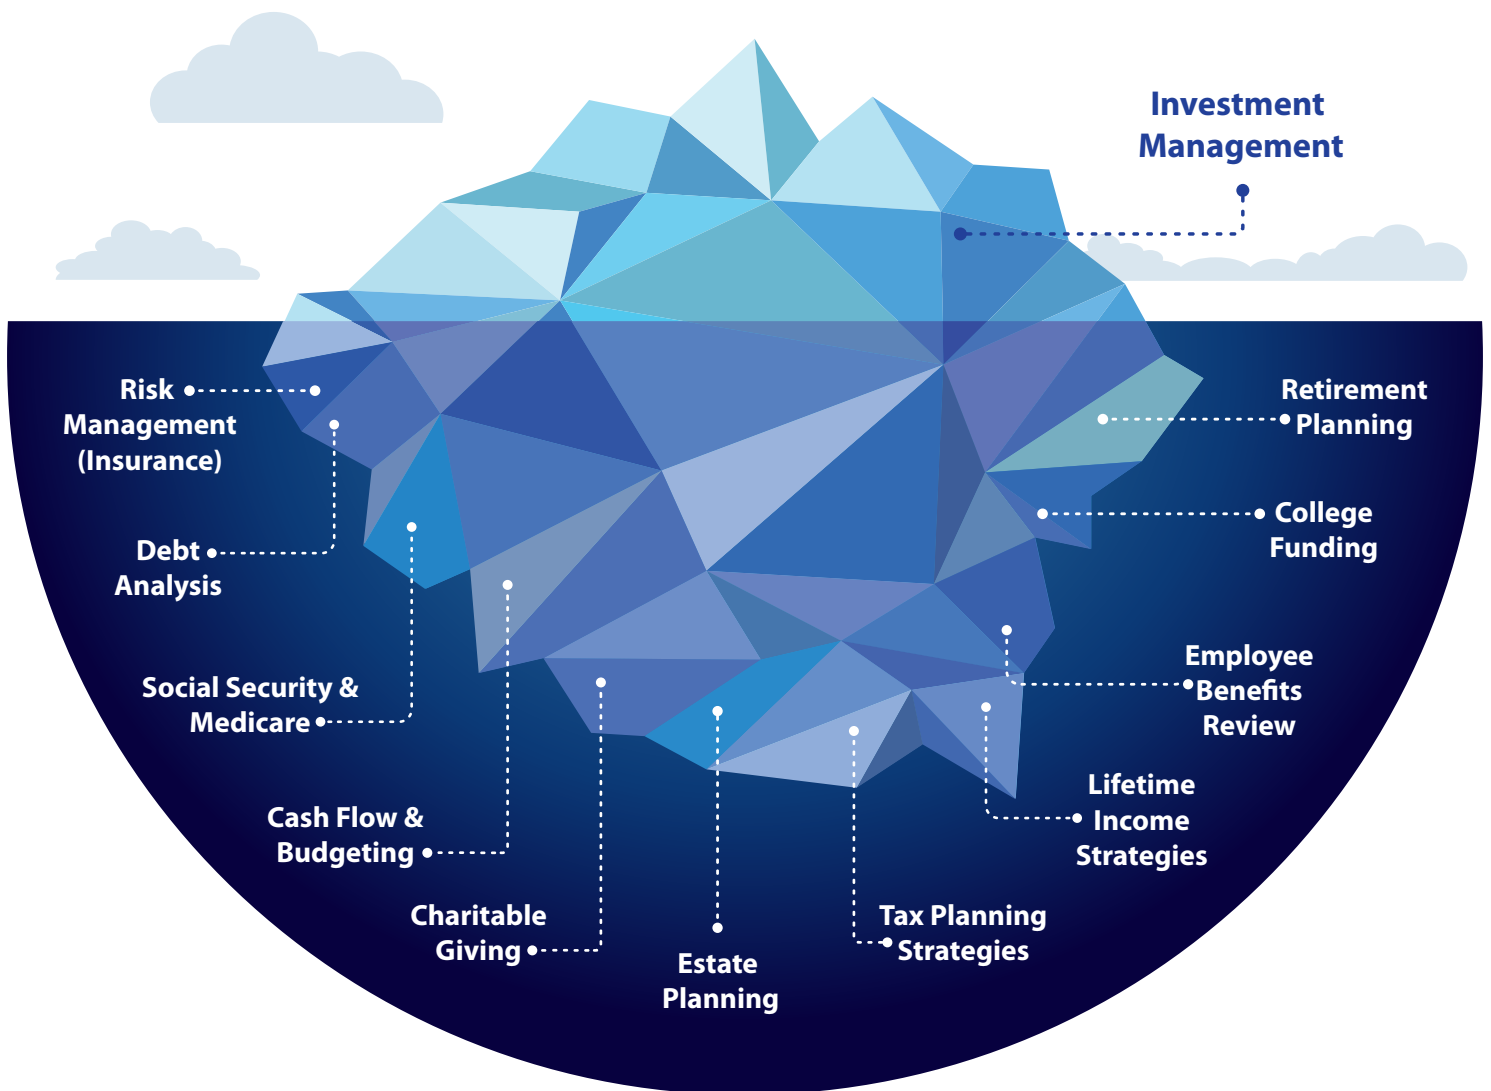 Investment
Management
Risk
Management
(Insurance)
Debt
Analysis
Social Security &
Medicare
Cash Flow &
Budgeting
Charitable
Giving
Estate
Planning
Tax Planning
Strategies
Lifetime
Income
Strategies
Employee
Benefits
Review
College
Funding
Retirement
Planning